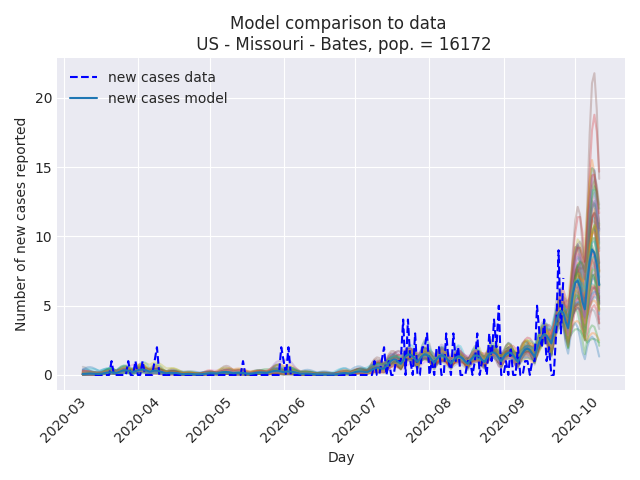 Model comparison to data
US - Missouri - Bates, pop. = 16172
new cases data
new cases model
Number of new cases reported
20
15
10
5
0
2020-03
2020-04
2020-05
2020-06
2020-07
2020-08
2020-09
2020-10
Day